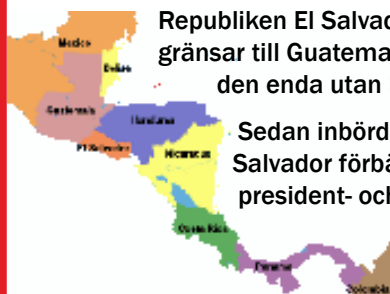 Republiken El Salvad
gränsar till Guatema
den enda utan
Sedan inbörd
Salvador förbä
president- och
Mexico
Belize
Guatemala
Honduras
El Salvador
Nicaragua
Costa Rica
Panama
Colombia